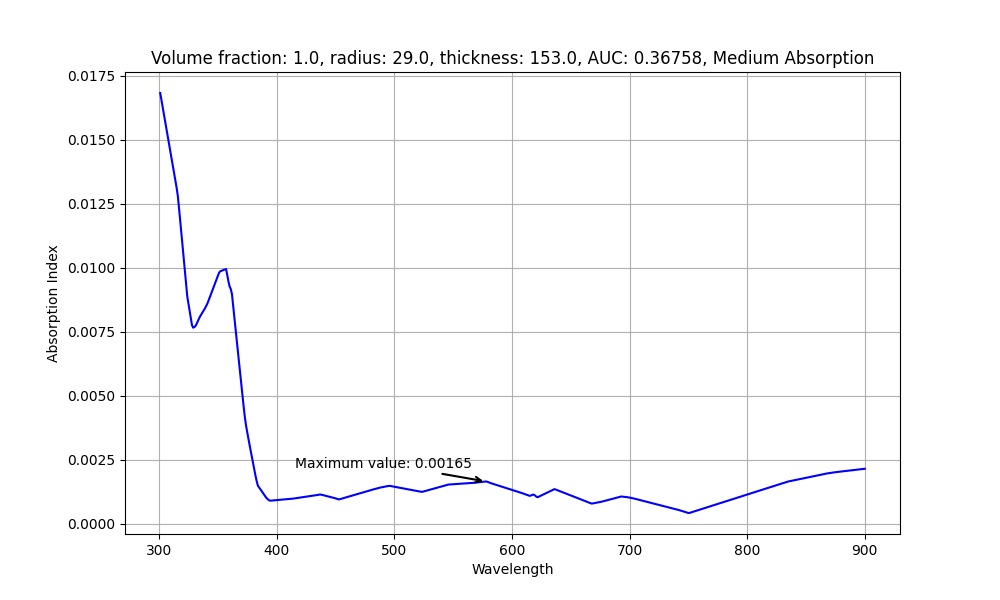 Volume fraction: 1.0, radius: 29.0, thickness: 153.0, AUC: 0.36758, Medium Absorption
0.0175
0.0150
0.0125
0.0100
0.0075
0.0050
0.0025
0.0000
Absorption Index
Maximum value: 0.00165
300 400 500 600 700 800 900
Wavelength